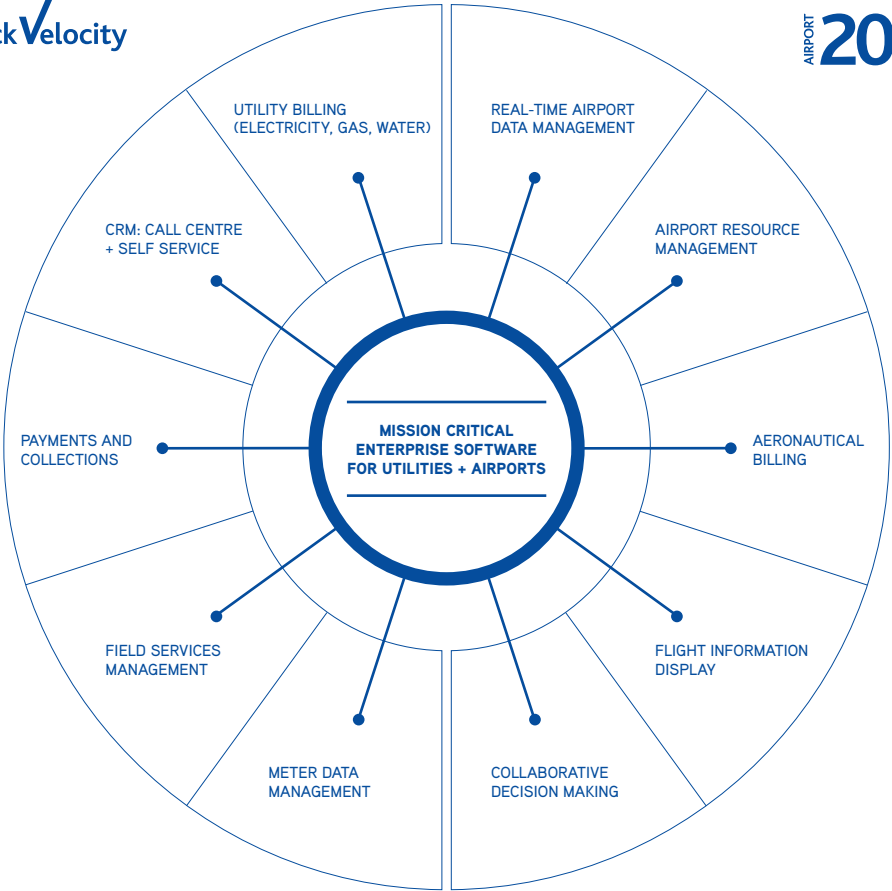 ckVelocity
AIRPORT 20
UTILITY BILLING
(ELECTRICITY, GAS, WATER)
REAL-TIME AIRPORT
DATA MANAGEMENT
CRM: CALL CENTRE
+ SELF SERVICE
AIRPORT RESOURCE
MANAGEMENT
MISSION CRITICAL
ENTERPRISE SOFTWARE
FOR UTILITIES + AIRPORTS
PAYMENTS AND
COLLECTIONS
AERONAUTICAL
BILLING
FIELD SERVICES
MANAGEMENT
FLIGHT INFORMATION
DISPLAY
METER DATA
MANAGEMENT
COLLABORATIVE
DECISION MAKING